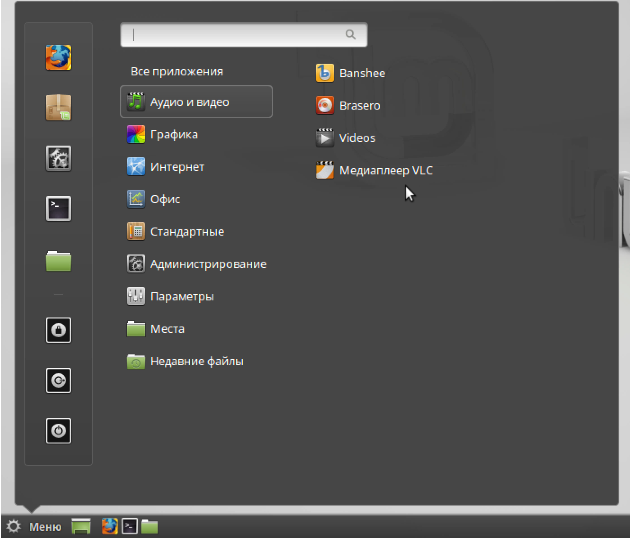 Все приложения
Аудио и видео
Графика
Интернет
Офис
Стандартные
Администрирование
Параметры
Места
Недавние файлы
Banshee
Brasero
Videos
Медиаплеер VLC
Меню